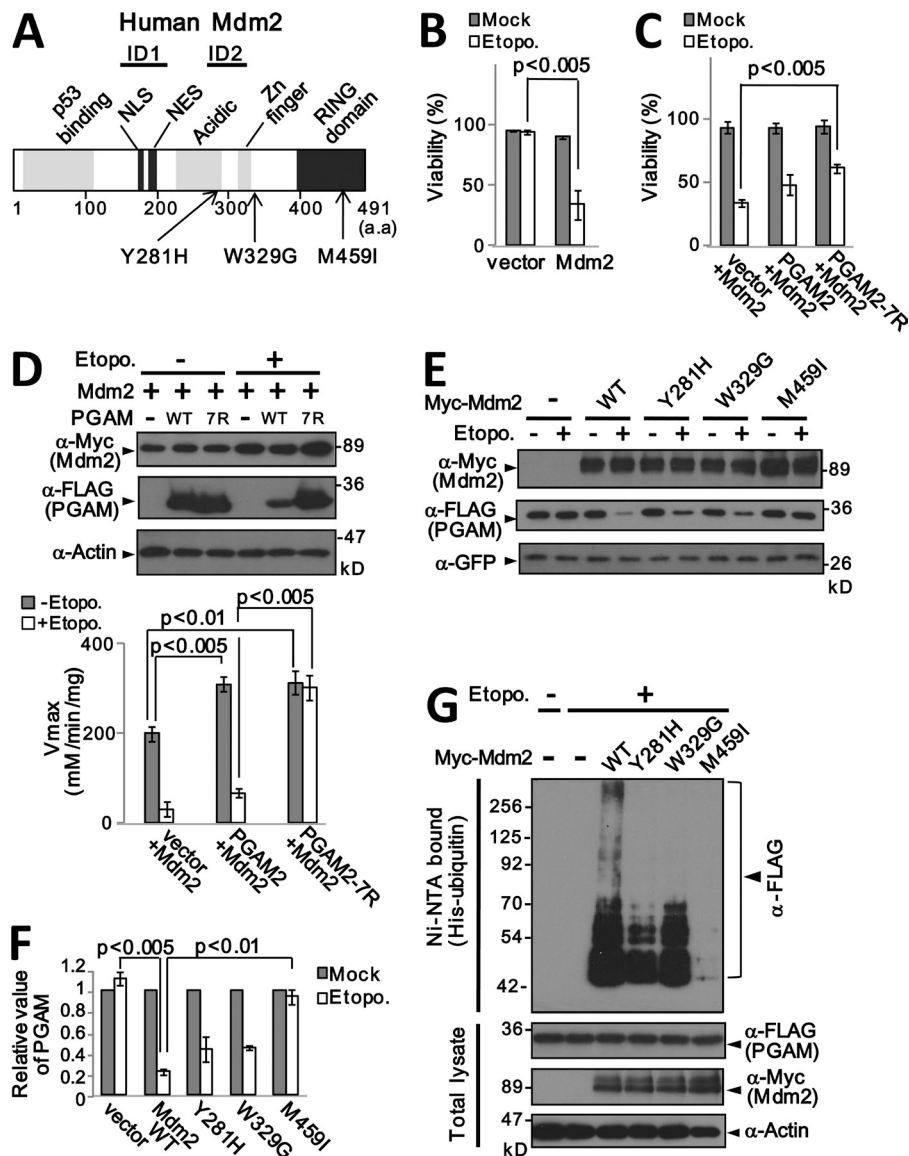 A
Human Mdm2
ID1 ID2
p53 binding NLS NES Acidic Zn finger RING domain
1 100 200 300 400 491 (a.a)
Y281H W329G M459I
B
Mock
Etopo.
p<0.005
Viability (%)
100
50
0
vector Mdm2
C
Mock
Etopo.
p<0.005
Viability (%)
100
50
0
vector +Mdm2
PGAM2 +Mdm2
PGAM2-7R +Mdm2
D
Etopo. - +
Mdm2 + + + + + +
PGAM - WT 7R - WT 7R
α-Myc (Mdm2) -89
α-FLAG (PGAM) -36
α-Actin -47
kD
-Etopo.
+Etopo.
p<0.005
p<0.01
p<0.005
Vmax (mM/min/mg)
400
200
0
vector +Mdm2
PGAM2 +Mdm2
PGAM2-7R +Mdm2
E
Myc-Mdm2 - WT Y281H W329G M459I
Etopo. - + - + - + - + - +
α-Myc (Mdm2) -89
α-FLAG (PGAM) -36
α-GFP -26
kD
F
p<0.005 p<0.01
Mock
Etopo.
Relative value of PGAM
1.2
1
0.8
0.6
0.4
0.2
0
vector
Mdm2 WT
Y281H
W329G
M459I
G
Etopo. - +
Myc-Mdm2 - - WT Y281H W329G M459I
Ni-NTA bound (His-ubiquitin)
256-
125-
92-
70-
54-
42-
α-FLAG
Total lysate
36- α-FLAG (PGAM)
89- α-Myc (Mdm2)
47- α-Actin
kD